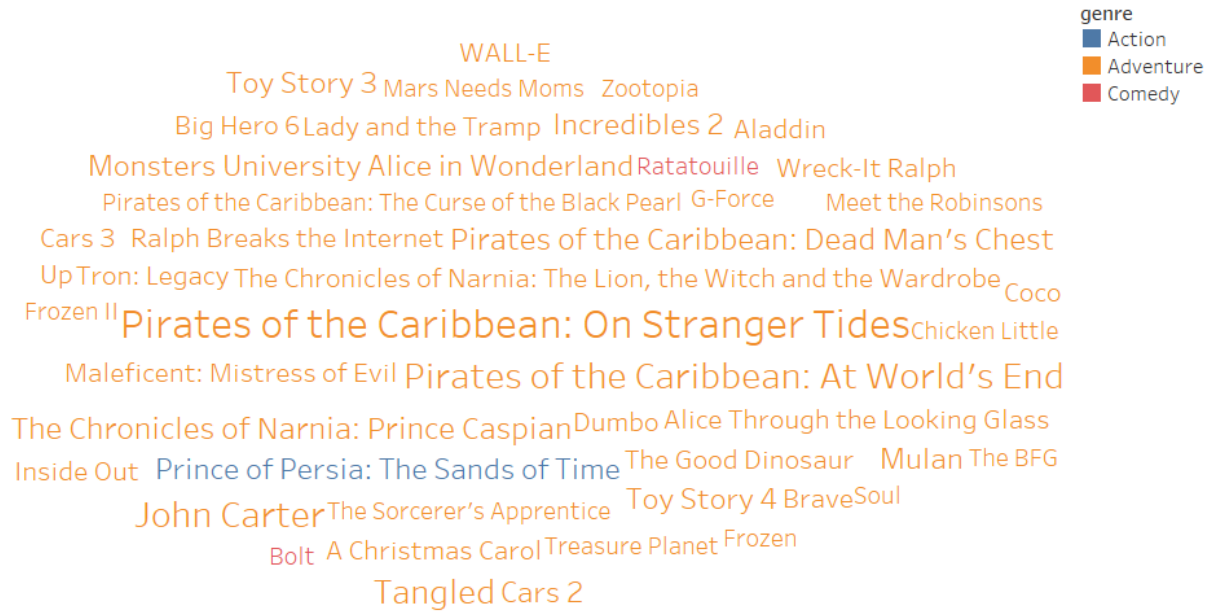 genre
Action
Adventure
Comedy
WALL-E
Toy Story 3 Mars Needs Moms Zootopia
Big Hero 6 Lady and the Tramp Incredibles 2 Aladdin
Monsters University Alice in Wonderland Ratatouille Wreck-It Ralph
Pirates of the Caribbean: The Curse of the Black Pearl G-Force Meet the Robinsons
Cars 3 Ralph Breaks the Internet Pirates of the Caribbean: Dead Man's Chest
Up Tron: Legacy The Chronicles of Narnia: The Lion, the Witch and the Wardrobe Coco
Frozen II Pirates of the Caribbean: On Stranger Tides Chicken Little
Maleficent: Mistress of Evil Pirates of the Caribbean: At World's End
The Chronicles of Narnia: Prince Caspian Dumbo Alice Through the Looking Glass
Inside Out Prince of Persia: The Sands of Time The Good Dinosaur Mulan The BFG
John Carter The Sorcerer's Apprentice Toy Story 4 Brave Soul
Bolt A Christmas Carol Treasure Planet Frozen
Tangled Cars 2